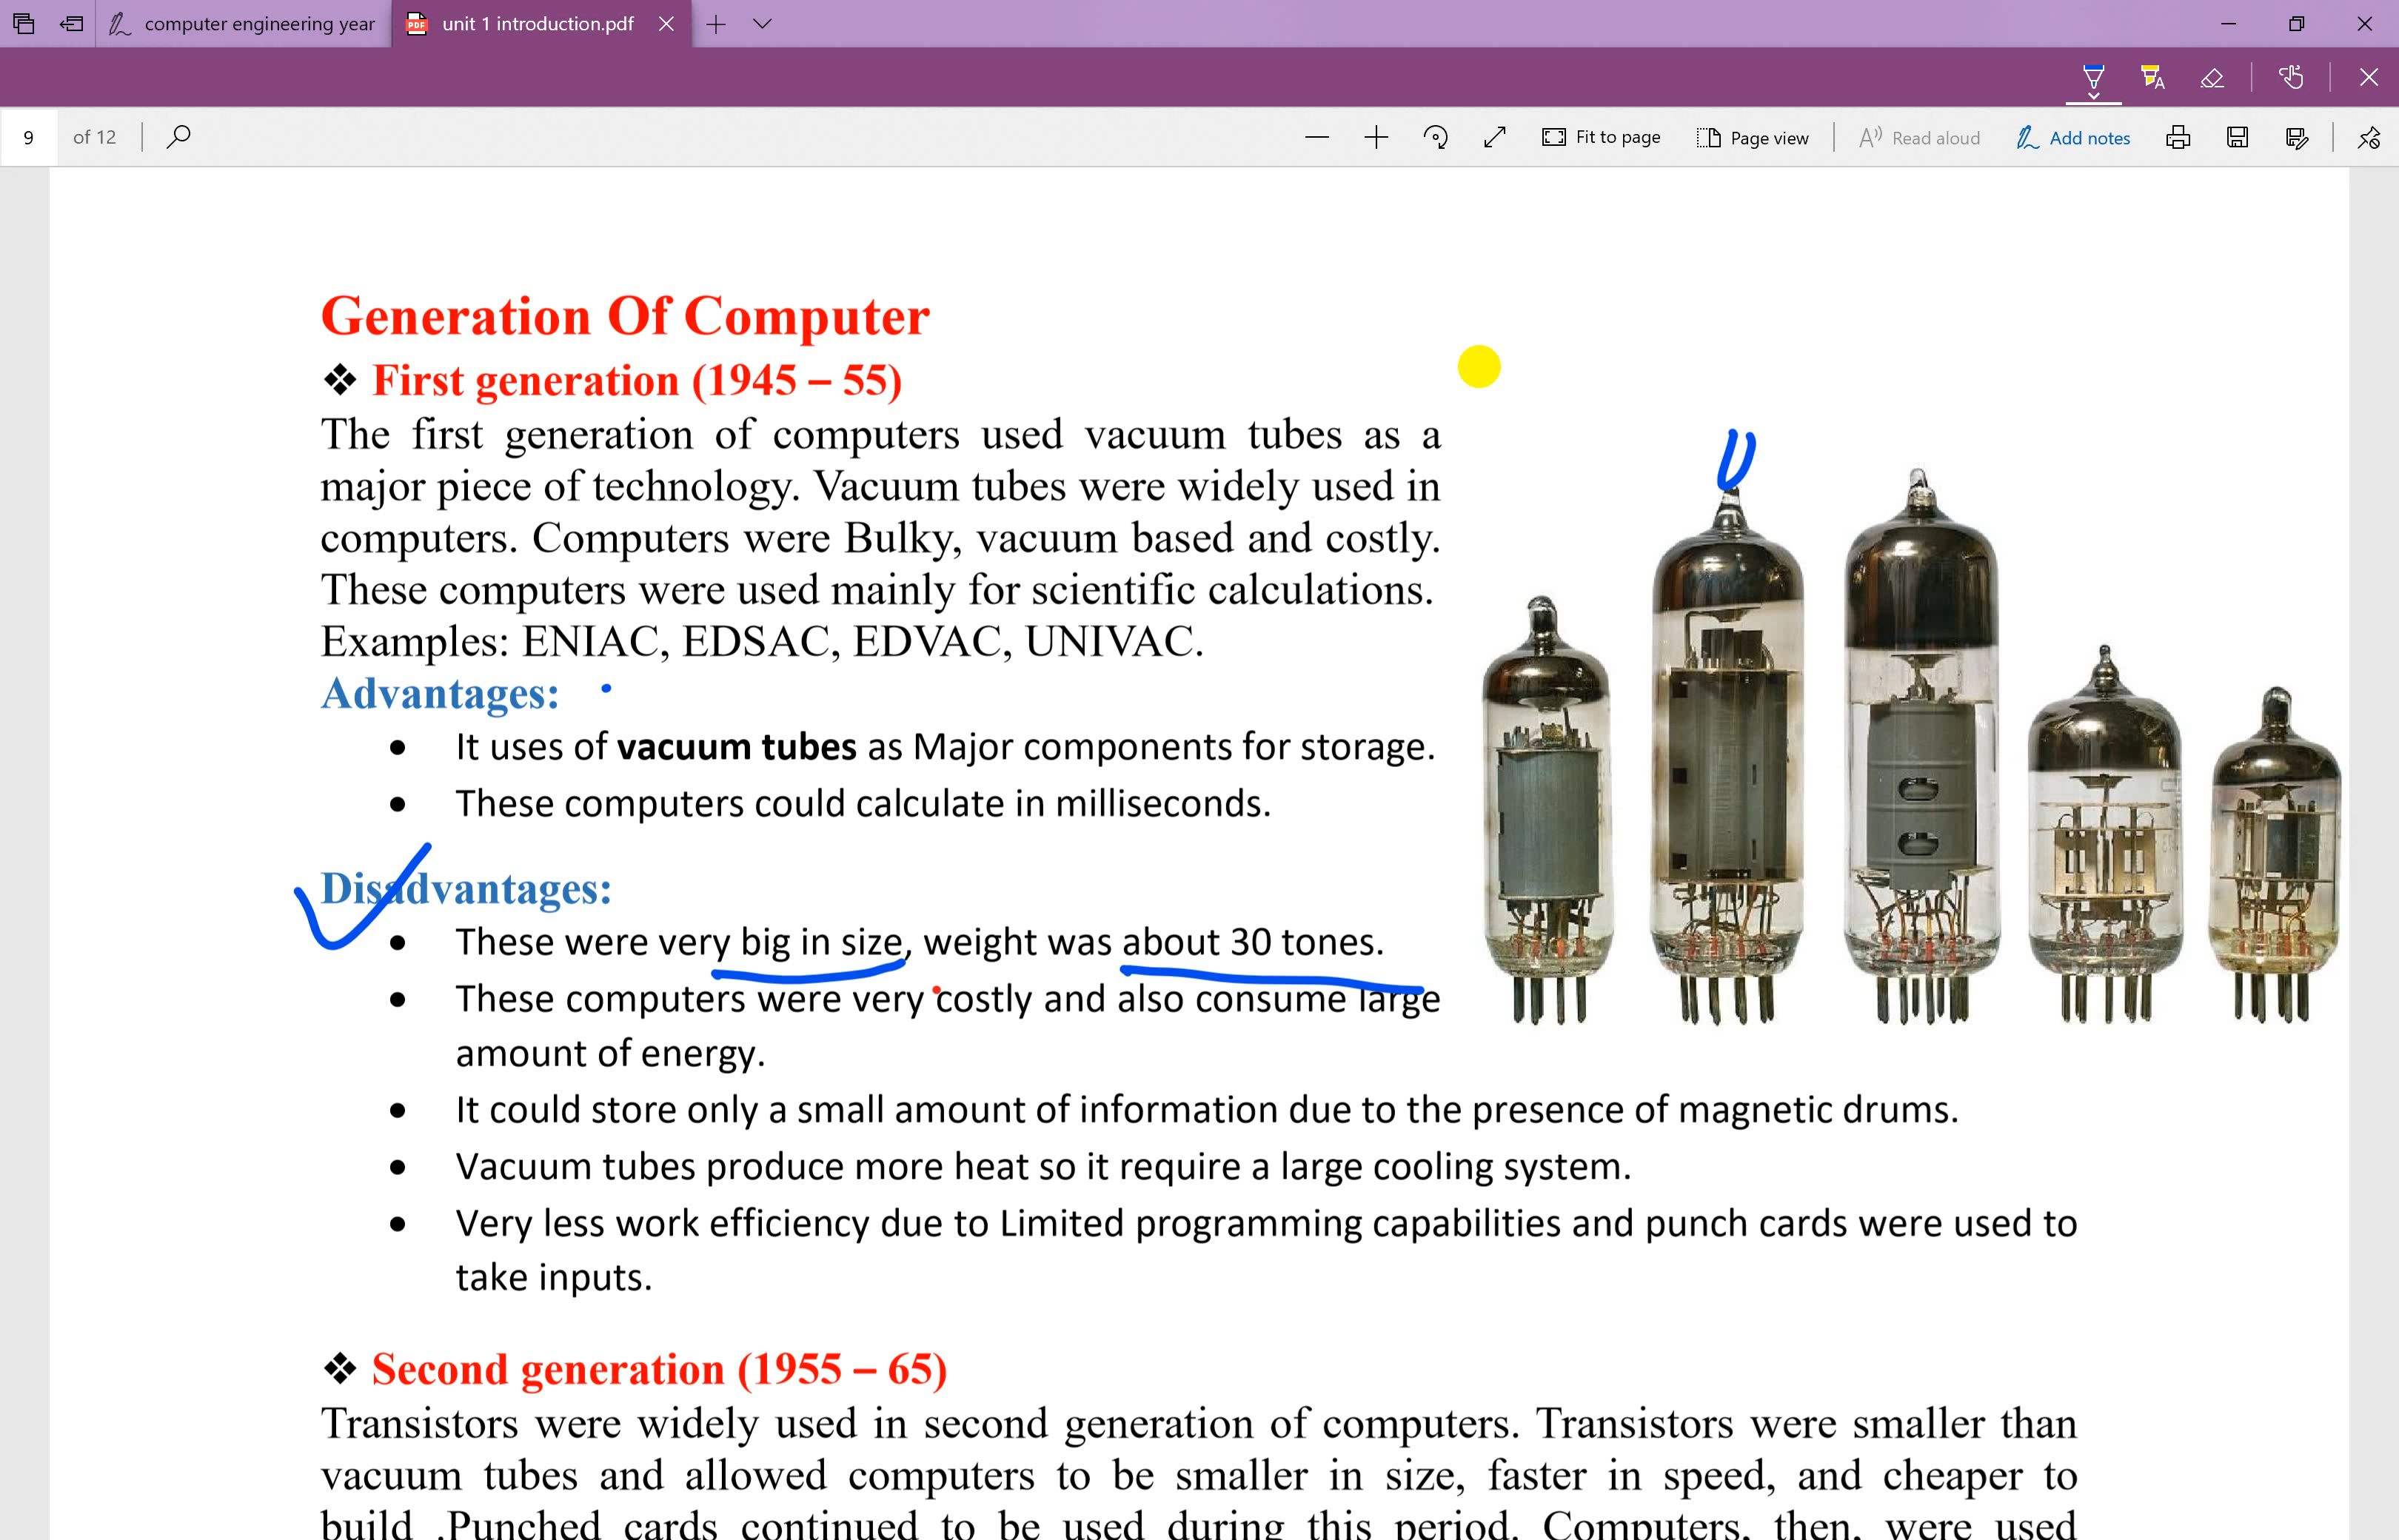 computer engineering year
unit 1 introduction.pdf
9 of 12
Fit to page
Page view
Read aloud
Add notes
Generation Of Computer
❖ First generation (1945 – 55)
The first generation of computers used vacuum tubes as a
major piece of technology. Vacuum tubes were widely used in
computers. Computers were Bulky, vacuum based and costly.
These computers were used mainly for scientific calculations.
Examples: ENIAC, EDSAC, EDVAC, UNIVAC.
Advantages:
• It uses of vacuum tubes as Major components for storage.
• These computers could calculate in milliseconds.
Disadvantages:
• These were very big in size, weight was about 30 tones.
• These computers were very costly and also consume large
amount of energy.
• It could store only a small amount of information due to the presence of magnetic drums.
• Vacuum tubes produce more heat so it require a large cooling system.
• Very less work efficiency due to Limited programming capabilities and punch cards were used to
take inputs.
❖ Second generation (1955 – 65)
Transistors were widely used in second generation of computers. Transistors were smaller than
vacuum tubes and allowed computers to be smaller in size, faster in speed, and cheaper to
build .Punched cards continued to be used during this period. Computers, then, were used